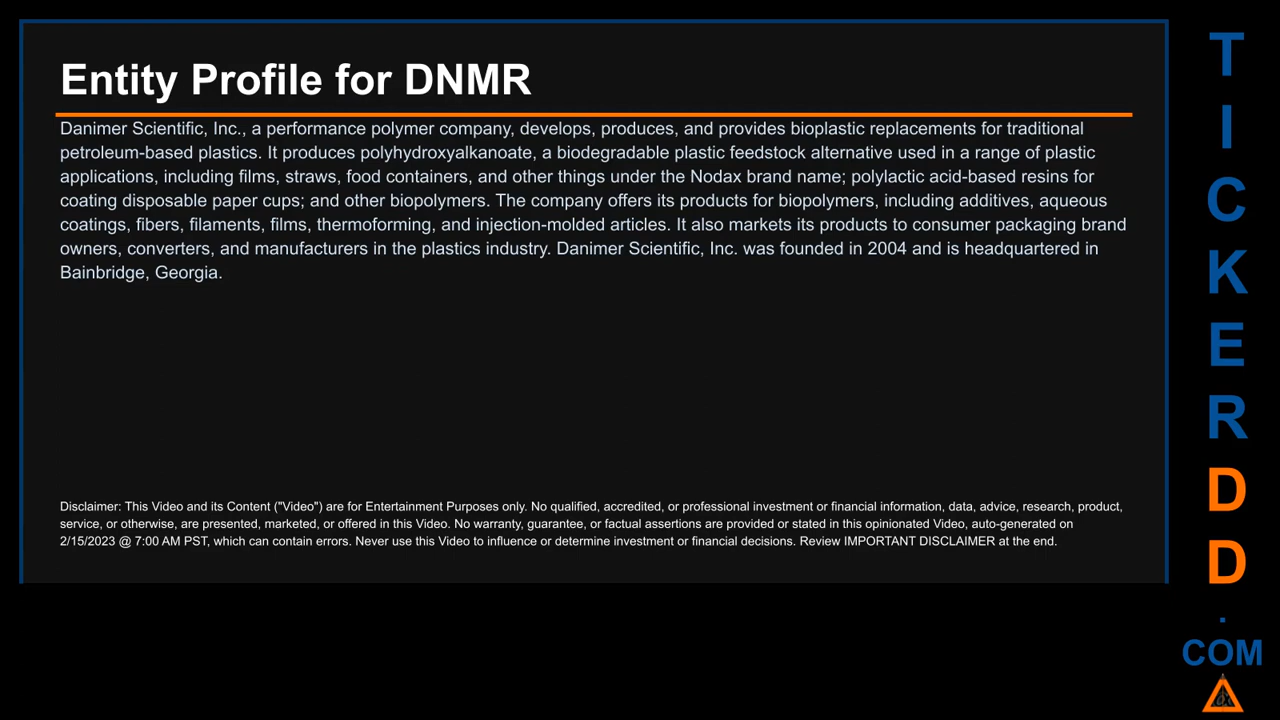 Entity Profile for DNMR
Danimer Scientific, Inc., a performance polymer company, develops, produces, and provides bioplastic replacements for traditional
petroleum-based plastics. It produces polyhydroxyalkanoate, a biodegradable plastic feedstock alternative used in a range of plastic
applications, including films, straws, food containers, and other things under the Nodax brand name; polylactic acid-based resins for
coating disposable paper cups; and other biopolymers. The company offers its products for biopolymers, including additives, aqueous
coatings, fibers, filaments, films, thermoforming, and injection-molded articles. It also markets its products to consumer packaging brand
owners, converters, and manufacturers in the plastics industry. Danimer Scientific, Inc. was founded in 2004 and is headquartered in
Bainbridge, Georgia.
Disclaimer: This Video and its Content ("Video") are for Entertainment Purposes only. No qualified, accredited, or professional investment or financial information, data, advice, research, product,
service, or otherwise, are presented, marketed, or offered in this Video. No warranty, guarantee, or factual assertions are provided or stated in this opinionated Video, auto-generated on
2/15/2023 @ 7:00 AM PST, which can contain errors. Never use this Video to influence or determine investment or financial decisions. Review IMPORTANT DISCLAIMER at the end.
T
I
C
K
E
R
D
D
.
COM